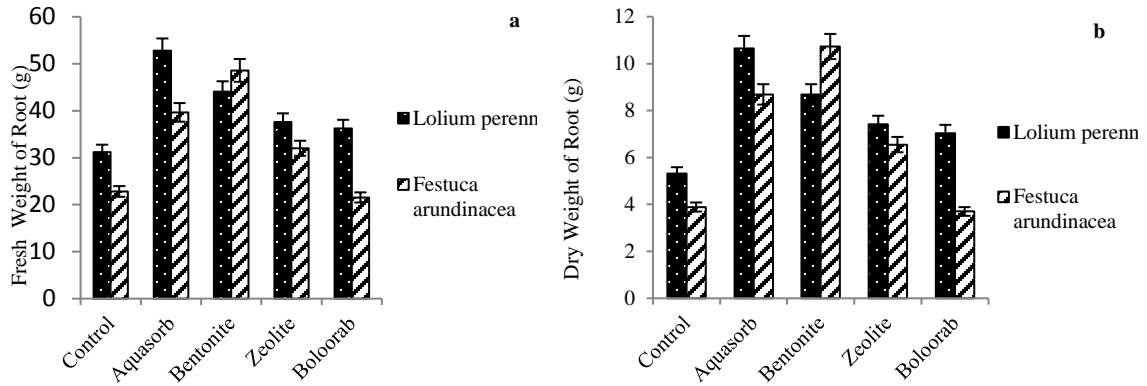 a
Fresh Weight of Root (g)
60
50
40
30
20
10
0
Control
Aquasorb
Bentonite
Zeolite
Boloorab
Lolium perenn
Festuca
arundinacea
b
Dry Weight of Root (g)
12
10
8
6
4
2
0
Control
Aquasorb
Bentonite
Zeolite
Boloorab
Lolium perenn
Festuca
arundinacea